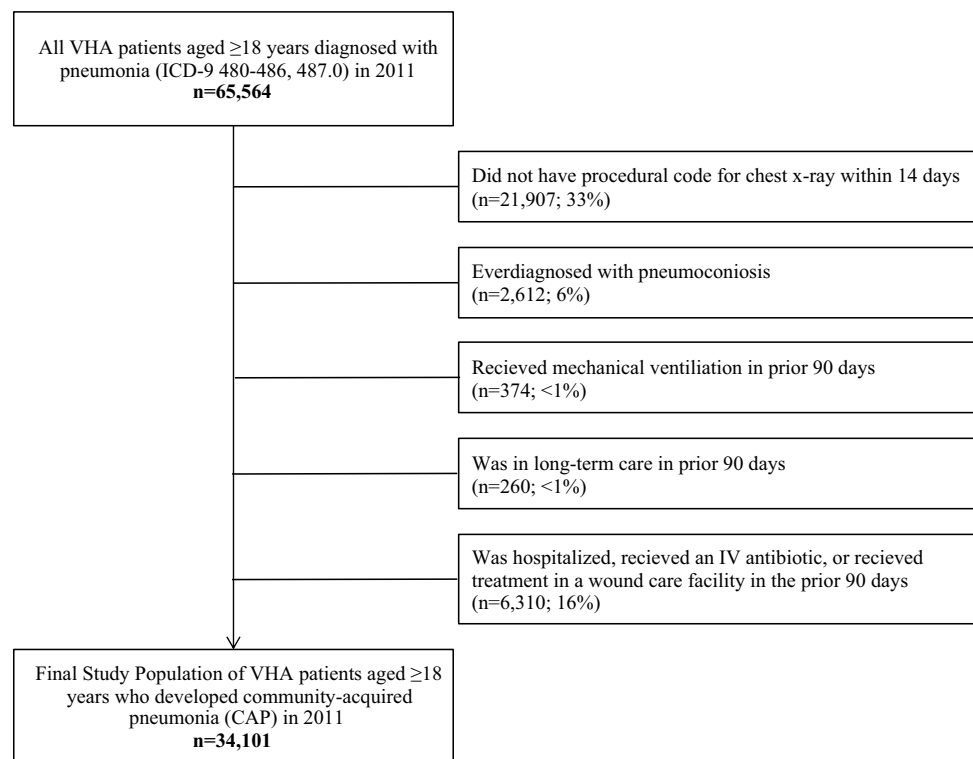 All VHA patients aged ≥18 years diagnosed with
pneumonia (ICD-9 480-486, 487.0) in 2011
n=65,564
Did not have procedural code for chest x-ray within 14 days
(n=21,907; 33%)
Everdiagnosed with pneumoconiosis
(n=2,612; 6%)
Recieved mechanical ventiliation in prior 90 days
(n=374; <1%)
Was in long-term care in prior 90 days
(n=260; <1%)
Was hospitalized, recieved an IV antibiotic, or recieved
treatment in a wound care facility in the prior 90 days
(n=6,310; 16%)
Final Study Population of VHA patients aged ≥18
years who developed community-acquired
pneumonia (CAP) in 2011
n=34,101